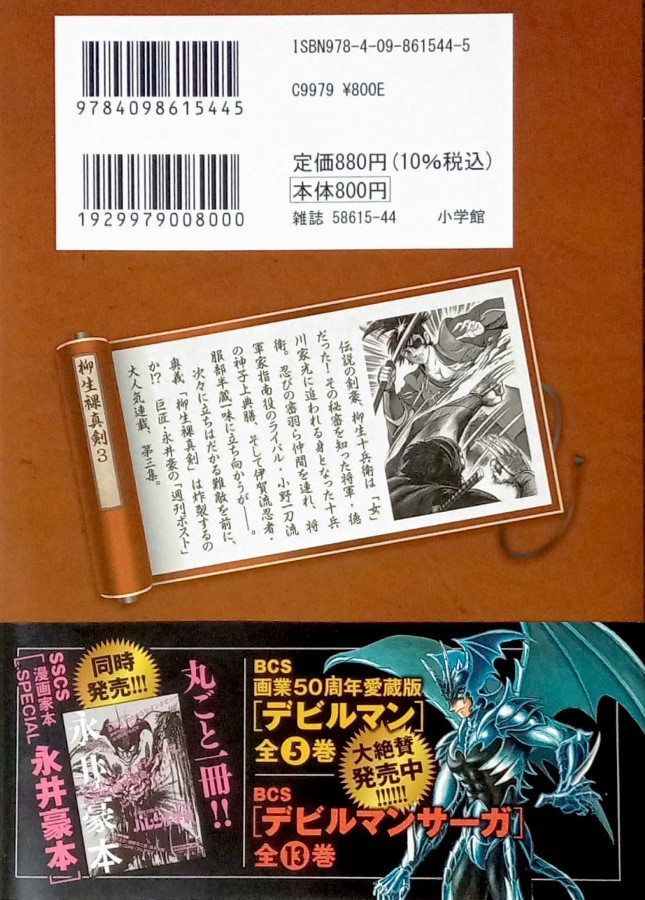 ISBN978-4-09-861544-5
C9979 ¥800E
9784098615445
定価880円(10%税込)
本体800円
雑誌 58615-44 小学館
1929979008000
柳生裸真剣3
伝説の剣豪、柳生十兵衛は「女」
だった! その秘密を知った将軍・徳
川家光に追われる身となった十兵
衛。忍びの審羽ら仲間を連れ、将
軍家指南役のライバル・小野一刀流
の神子上典膳、そして伊賀流忍者・
服部半蔵一味に立ち向かうが――。
次々に立ちはだかる難敵を前に、
奥義、「柳生裸真剣」は炸裂するの
か!? 巨匠・永井豪の「週刊ポスト」
大人気連載、第三集。
丸ごと一冊!!
同時
発売!!!
永井豪本
SSCS
[漫画家本SPECIAL 永井豪本]
BCS
画業50周年愛蔵版
[デビルマン]
全5巻
大絶賛
発売中
!!!!!!
BCS
[デビルマンサーガ]
全13巻